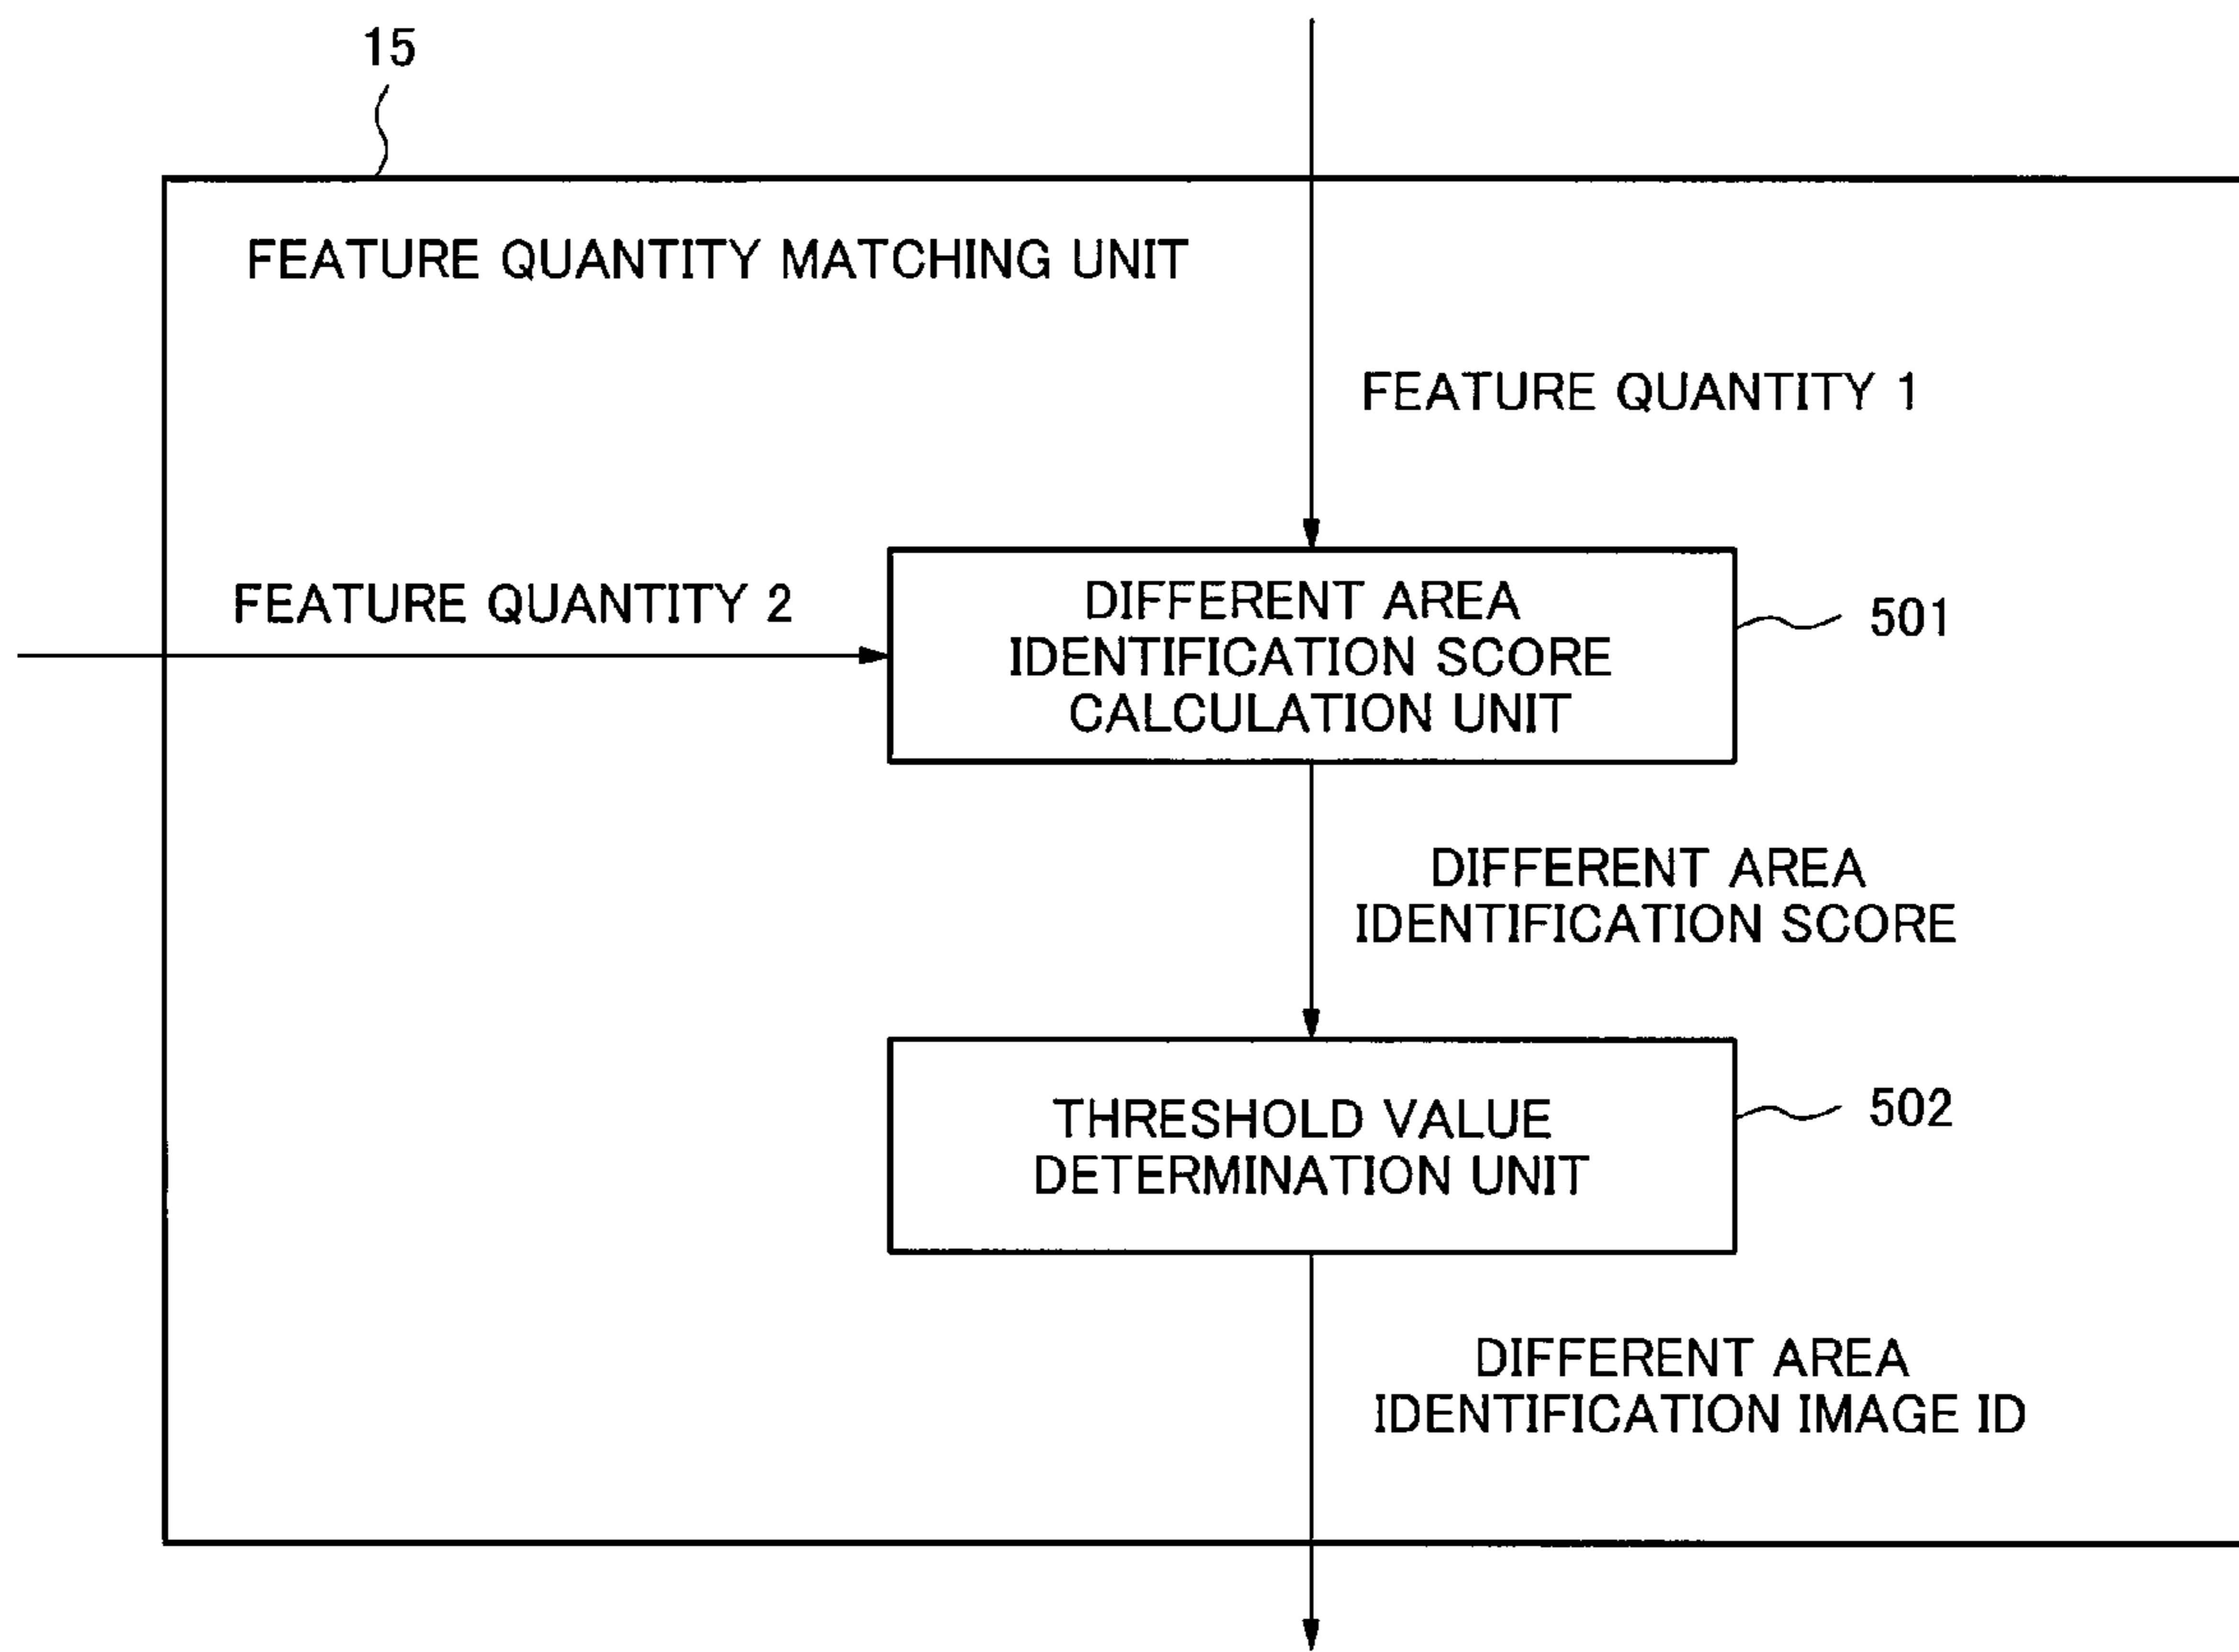 15
FEATURE QUANTITY MATCHING UNIT
FEATURE QUANTITY 1
FEATURE QUANTITY 2
DIFFERENT AREA
IDENTIFICATION SCORE
CALCULATION UNIT
501
DIFFERENT AREA
IDENTIFICATION SCORE
THRESHOLD VALUE
DETERMINATION UNIT
502
DIFFERENT AREA
IDENTIFICATION IMAGE ID